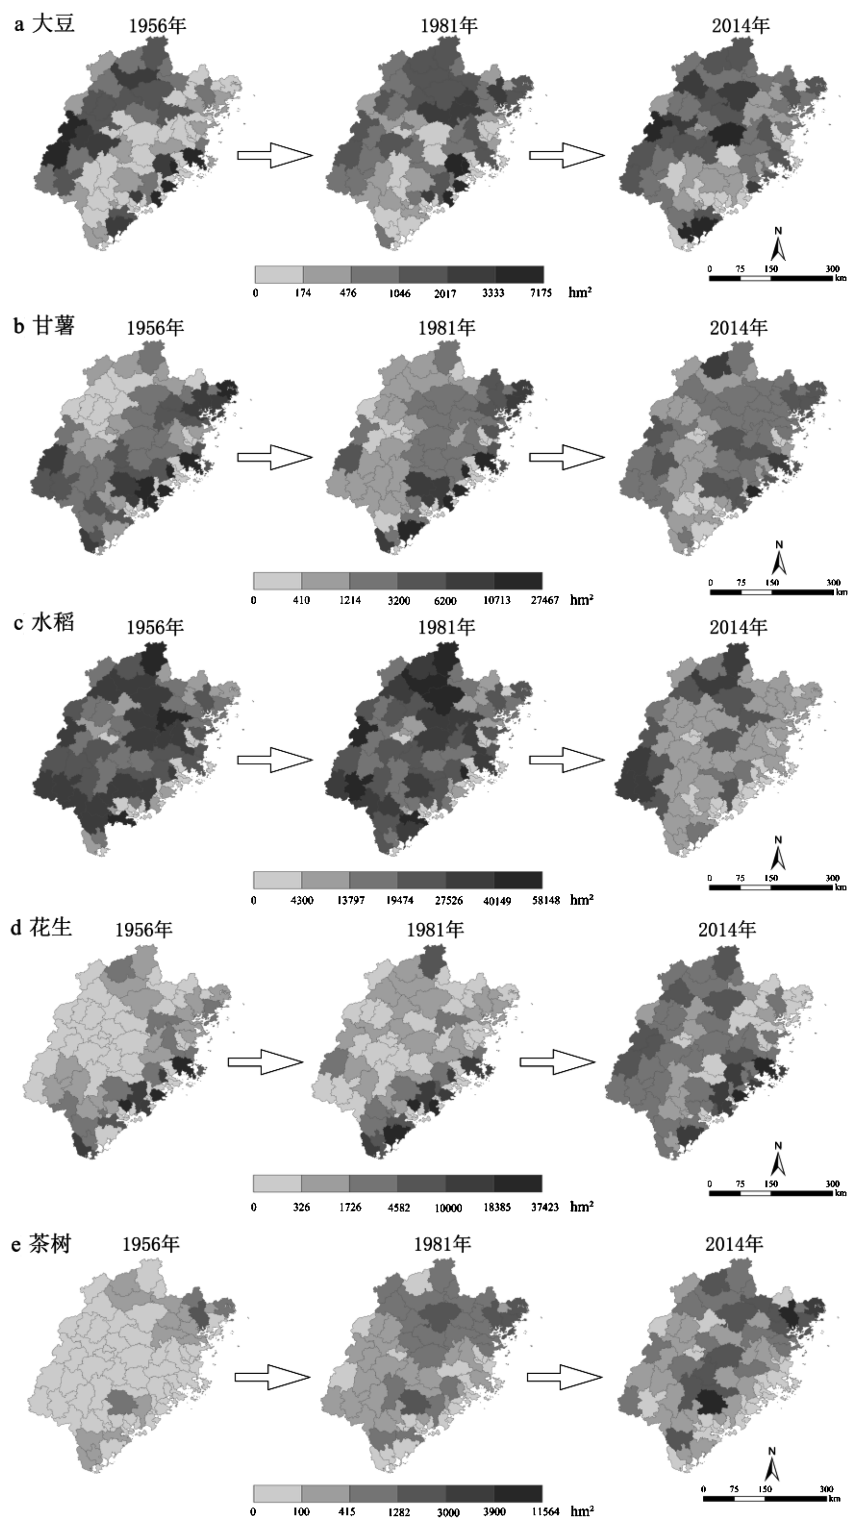 a 大豆
1956年 1981年 2014年
N
0 174 476 1046 2017 3333 7175 hm²
0 75 150 300 km
b 甘薯
1956年 1981年 2014年
N
0 410 1214 3200 6200 10713 27467 hm²
0 75 150 300 km
c 水稻
1956年 1981年 2014年
N
0 4300 13797 19474 27526 40149 58148 hm²
0 75 150 300 km
d 花生
1956年 1981年 2014年
N
0 326 1726 4582 10000 18385 37423 hm²
0 75 150 300 km
e 茶树
1956年 1981年 2014年
N
0 100 415 1282 3000 3900 11564 hm²
0 75 150 300 km